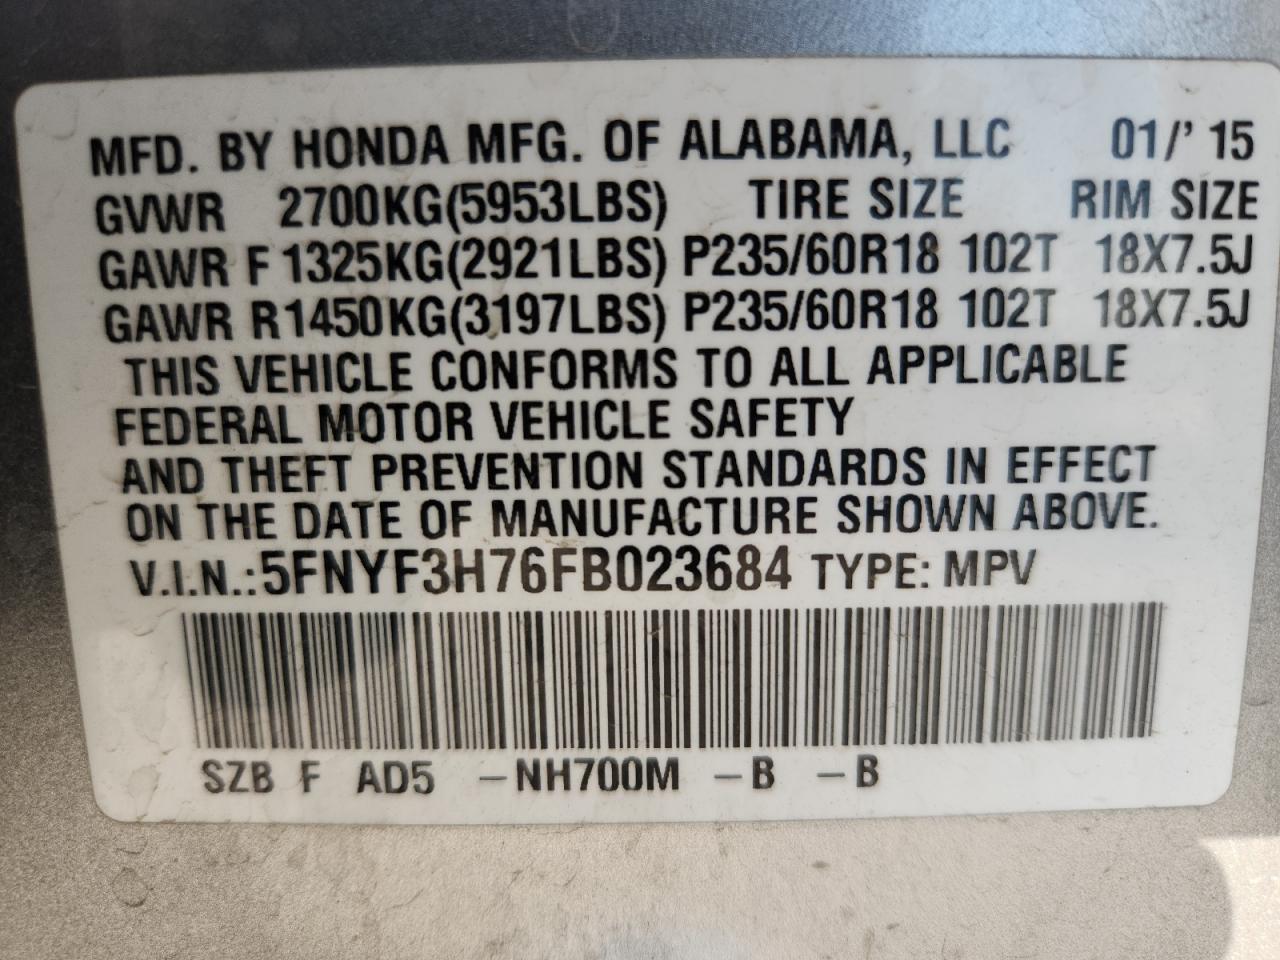 MFD. BY HONDA MFG. OF ALABAMA, LLC 01/' 15
GVWR 2700KG(5953LBS) TIRE SIZE RIM SIZE
GAWR F 1325KG(2921LBS) P235/60R18 102T 18X7.5J
GAWR R1450KG(3197LBS) P235/60R18 102T 18X7.5J
THIS VEHICLE CONFORMS TO ALL APPLICABLE
FEDERAL MOTOR VEHICLE SAFETY
AND THEFT PREVENTION STANDARDS IN EFFECT
ON THE DATE OF MANUFACTURE SHOWN ABOVE.
V.I.N.:5FNYF3H76FB023684 TYPE: MPV
SZB F AD5 –NH700M –B –B